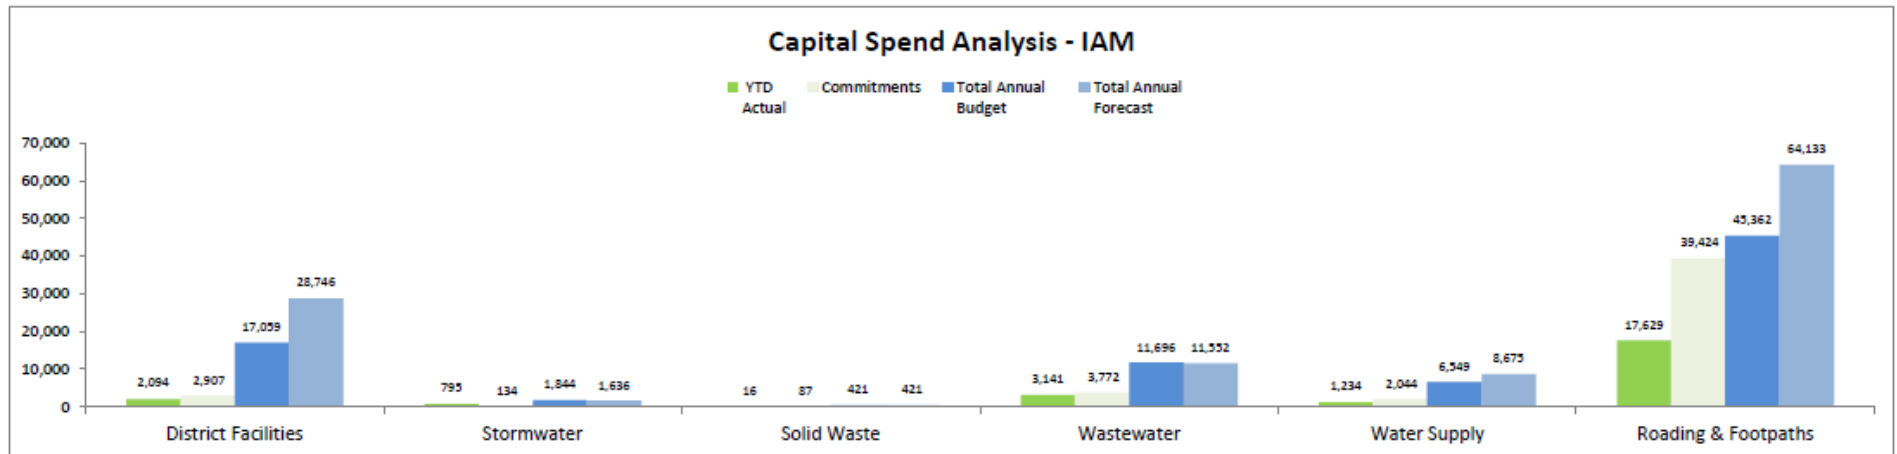 Capital Spend Analysis - IAM
YTD Actual Commitments Total Annual Budget Total Annual Forecast
70,000
60,000
50,000
40,000
30,000
20,000
10,000
0
2,094 2,907 17,059 28,746
795 134 1,844 1,636
16 87 421 421
3,141 3,772 11,696 11,552
1,234 2,044 6,549 8,675
17,629 39,424 45,362 64,133
District Facilities Stormwater Solid Waste Wastewater Water Supply Roading & Footpaths